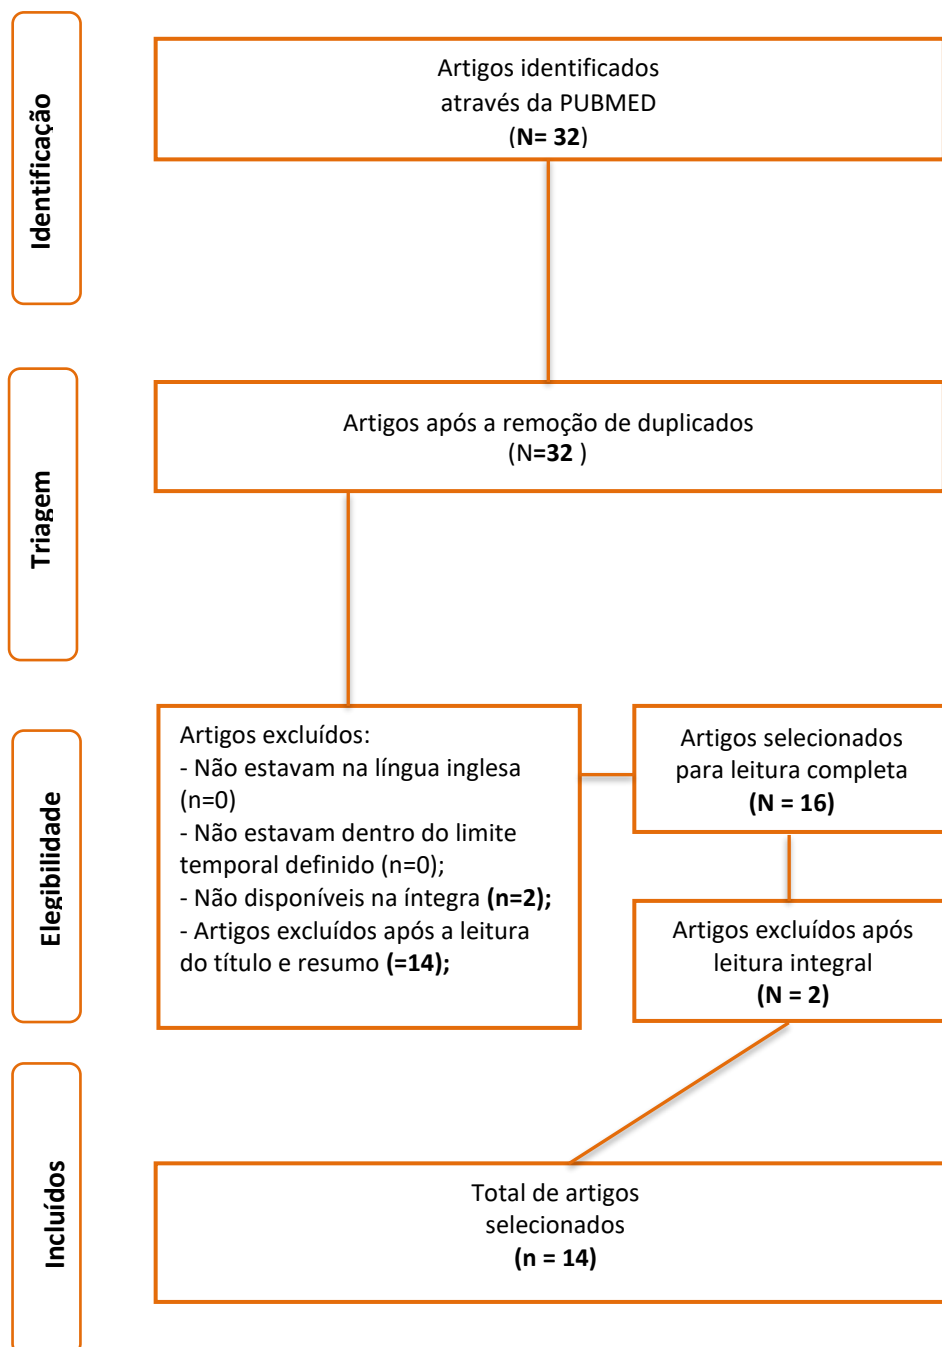 Identificação
Artigos identificados
através da PUBMED
(N= 32)
Triagem
Artigos após a remoção de duplicados
(N=32 )
Elegibilidade
Artigos excluídos:
- Não estavam na língua inglesa
(n=0)
- Não estavam dentro do limite
temporal definido (n=0);
- Não disponíveis na íntegra (n=2);
- Artigos excluídos após a leitura
do título e resumo (=14);
Artigos selecionados
para leitura completa
(N = 16)
Artigos excluídos após
leitura integral
(N = 2)
Incluídos
Total de artigos
selecionados
(n = 14)